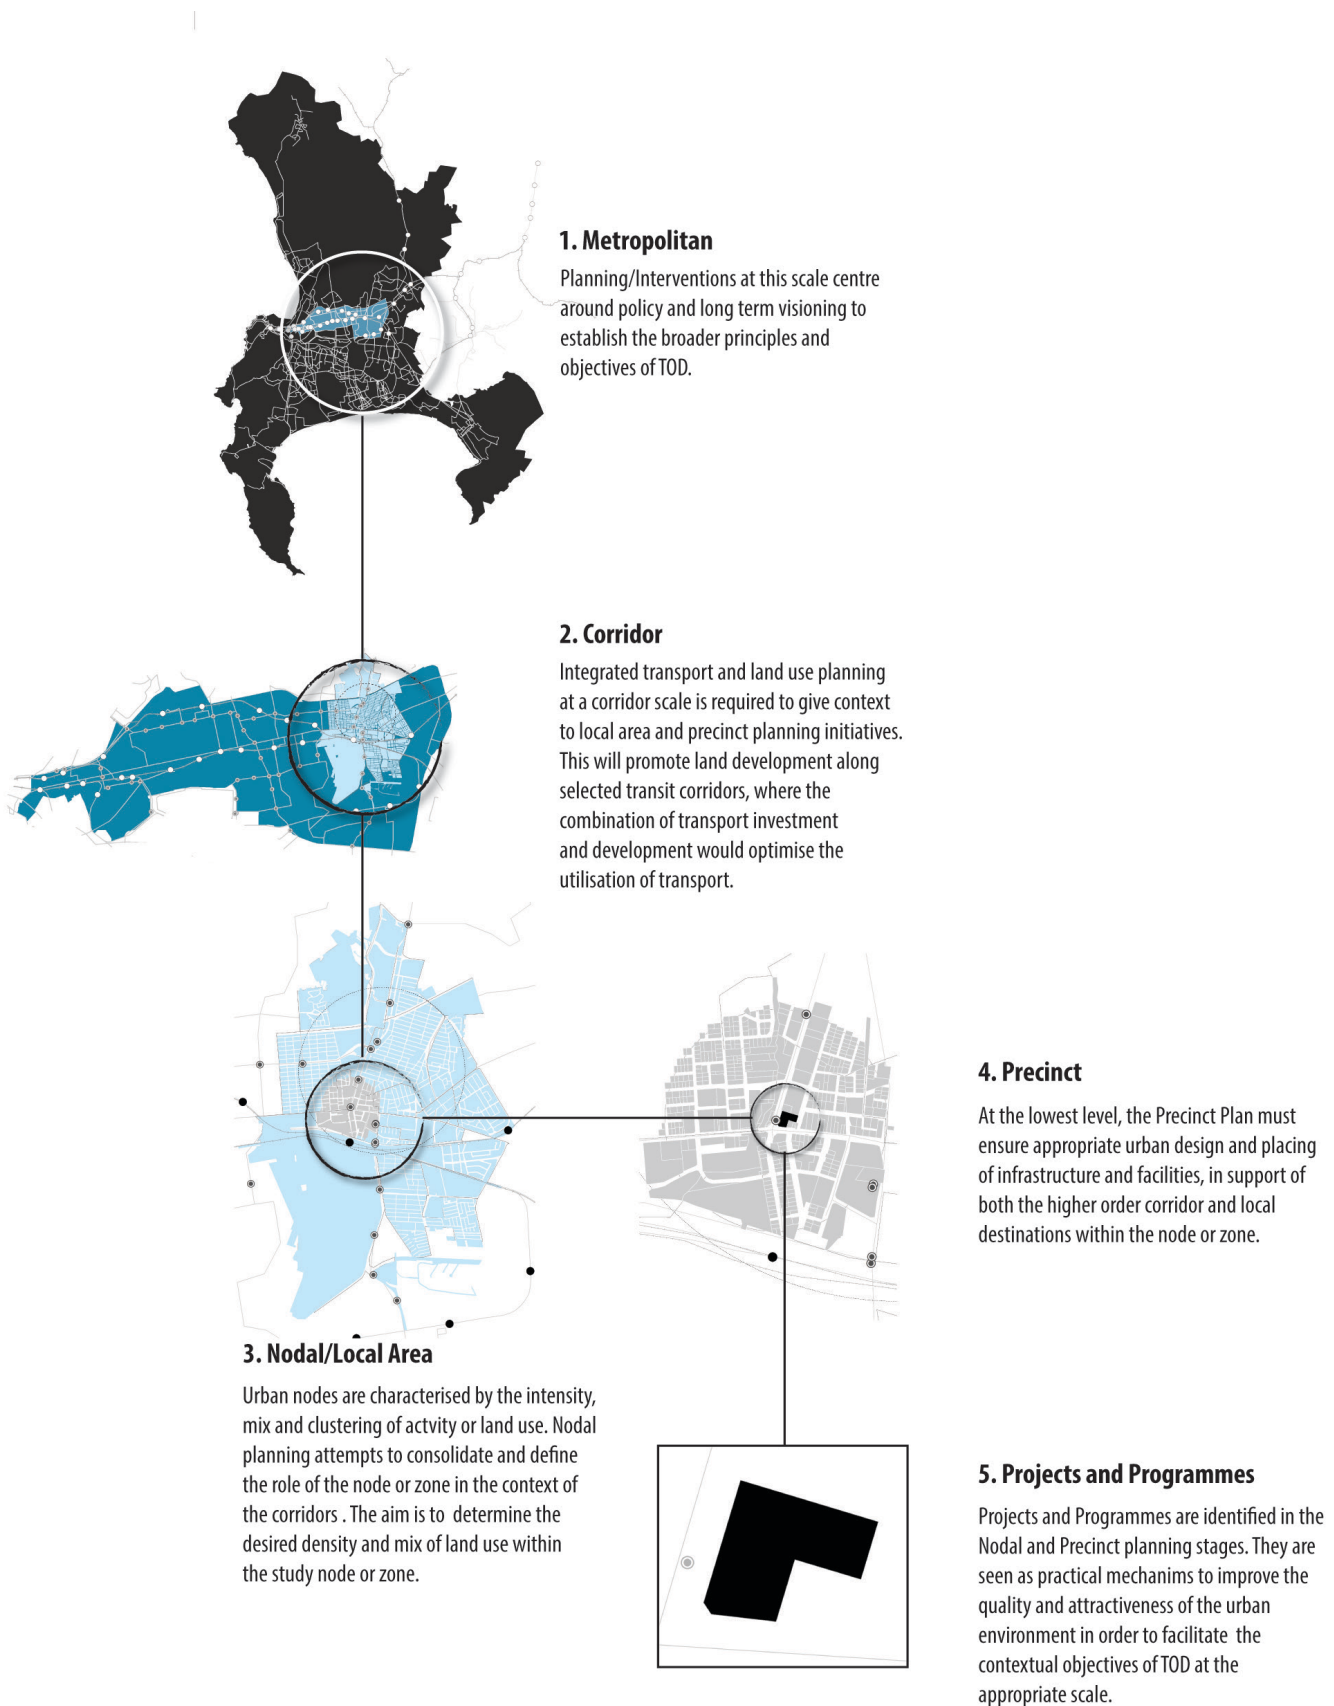 1. Metropolitan
Planning/Interventions at this scale centre
around policy and long term visioning to
establish the broader principles and
objectives of TOD.
2. Corridor
Integrated transport and land use planning
at a corridor scale is required to give context
to local area and precinct planning initiatives.
This will promote land development along
selected transit corridors, where the
combination of transport investment
and development would optimise the
utilisation of transport.
3. Nodal/Local Area
Urban nodes are characterised by the intensity,
mix and clustering of actvity or land use. Nodal
planning attempts to consolidate and define
the role of the node or zone in the context of
the corridors . The aim is to determine the
desired density and mix of land use within
the study node or zone.
4. Precinct
At the lowest level, the Precinct Plan must
ensure appropriate urban design and placing
of infrastructure and facilities, in support of
both the higher order corridor and local
destinations within the node or zone.
5. Projects and Programmes
Projects and Programmes are identified in the
Nodal and Precinct planning stages. They are
seen as practical mechanims to improve the
quality and attractiveness of the urban
environment in order to facilitate the
contextual objectives of TOD at the
appropriate scale.